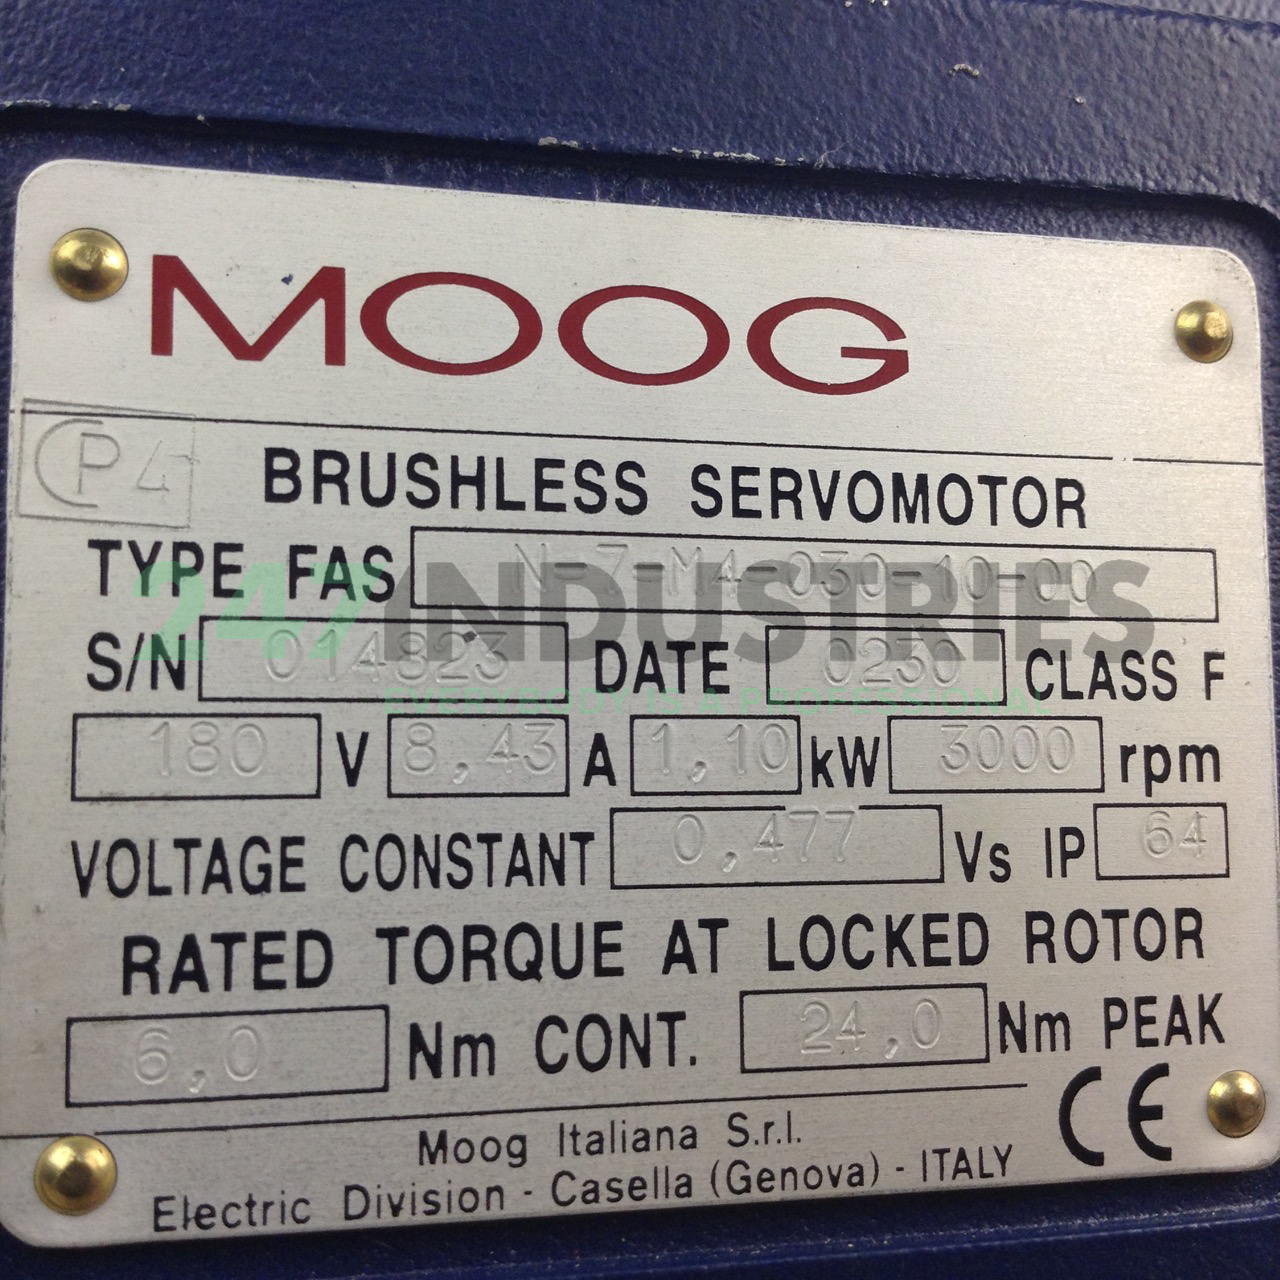 MOOG
CP4
BRUSHLESS SERVOMOTOR
TYPE FAS N-7-M4-030-10-00
247INDUSTRIES
S/N 014823 DATE 0230 CLASS F
EVERYBODY IS A PROFESSIONAL
180 V 8,43 A 1,10 kW 3000 rpm
VOLTAGE CONSTANT 0,477 Vs IP 64
RATED TORQUE AT LOCKED ROTOR
6,0 Nm CONT. 24,0 Nm PEAK
CE
Moog Italiana S.r.l.
Electric Division - Casella (Genova) - ITALY